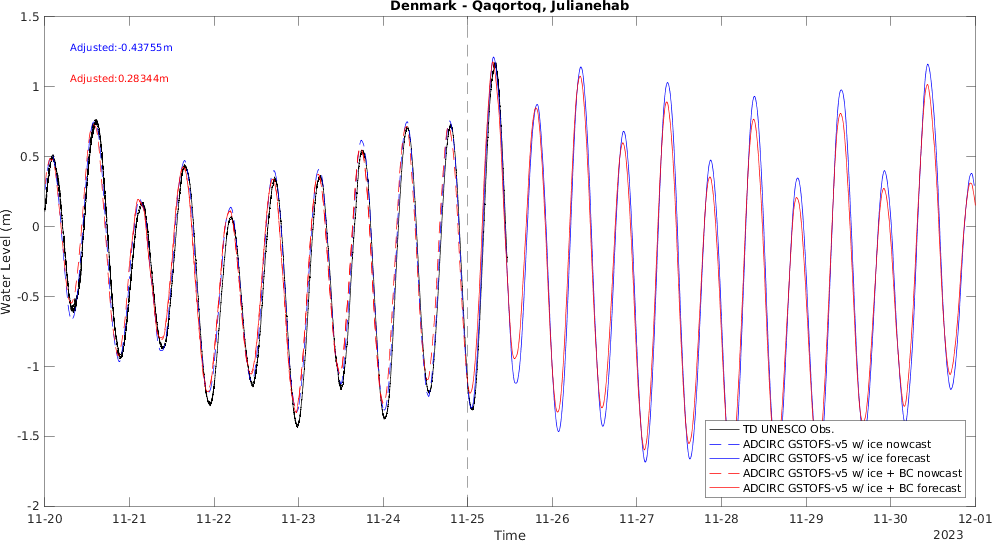 Denmark - Qaqortoq, Julianehab
Adjusted:-0.43755m
Adjusted:0.28344m
Water Level (m)
1.5
1
0.5
0
-0.5
-1
-1.5
-2
TD UNESCO Obs.
ADCIRC GSTOFS-v5 w/ ice nowcast
ADCIRC GSTOFS-v5 w/ ice forecast
ADCIRC GSTOFS-v5 w/ ice + BC nowcast
ADCIRC GSTOFS-v5 w/ ice + BC forecast
11-20 11-21 11-22 11-23 11-24 11-25 11-26 11-27 11-28 11-29 11-30 12-01
Time
2023